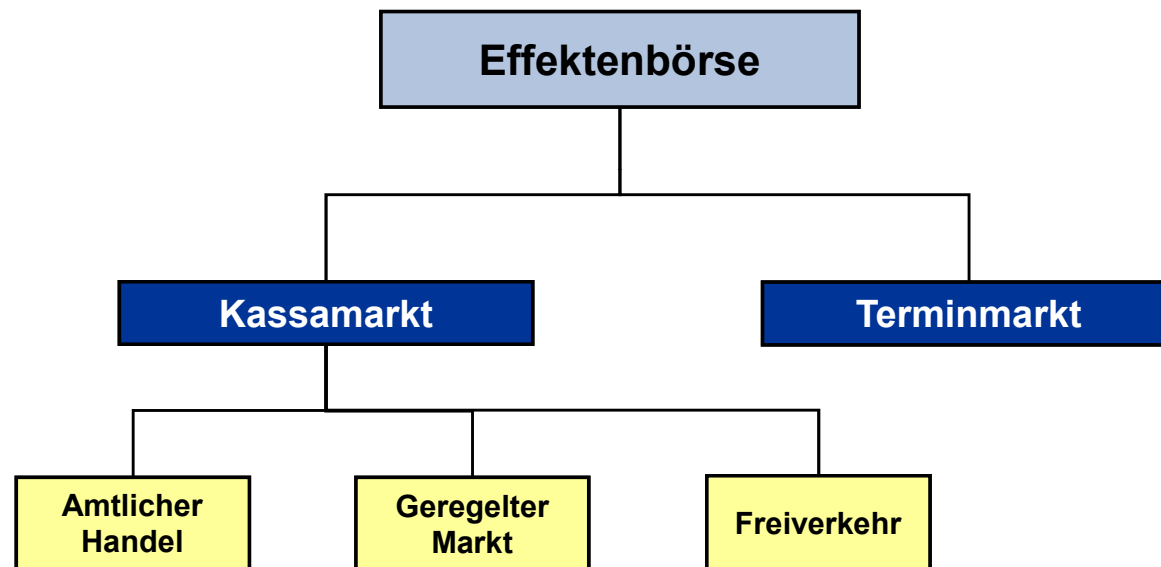 Effektenbörse
Kassamarkt
Terminmarkt
Amtlicher
Handel
Geregelter
Markt
Freiverkehr